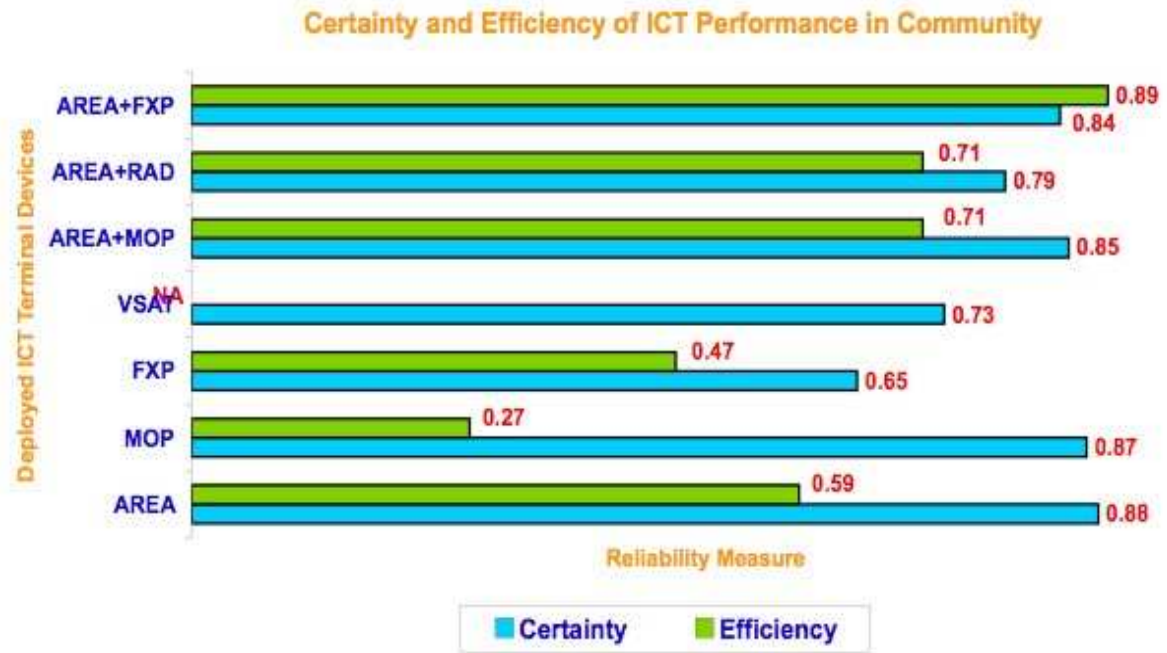 Certainty and Efficiency of ICT Performance in Community
Deployed ICT Terminal Devices
AREA+FXP
0.89
0.84
AREA+RAD
0.71
0.79
AREA+MOP
0.71
0.85
NA
VSAT
0.73
FXP
0.47
0.65
MOP
0.27
0.87
AREA
0.59
0.88
Reliability Measure
Certainty Efficiency